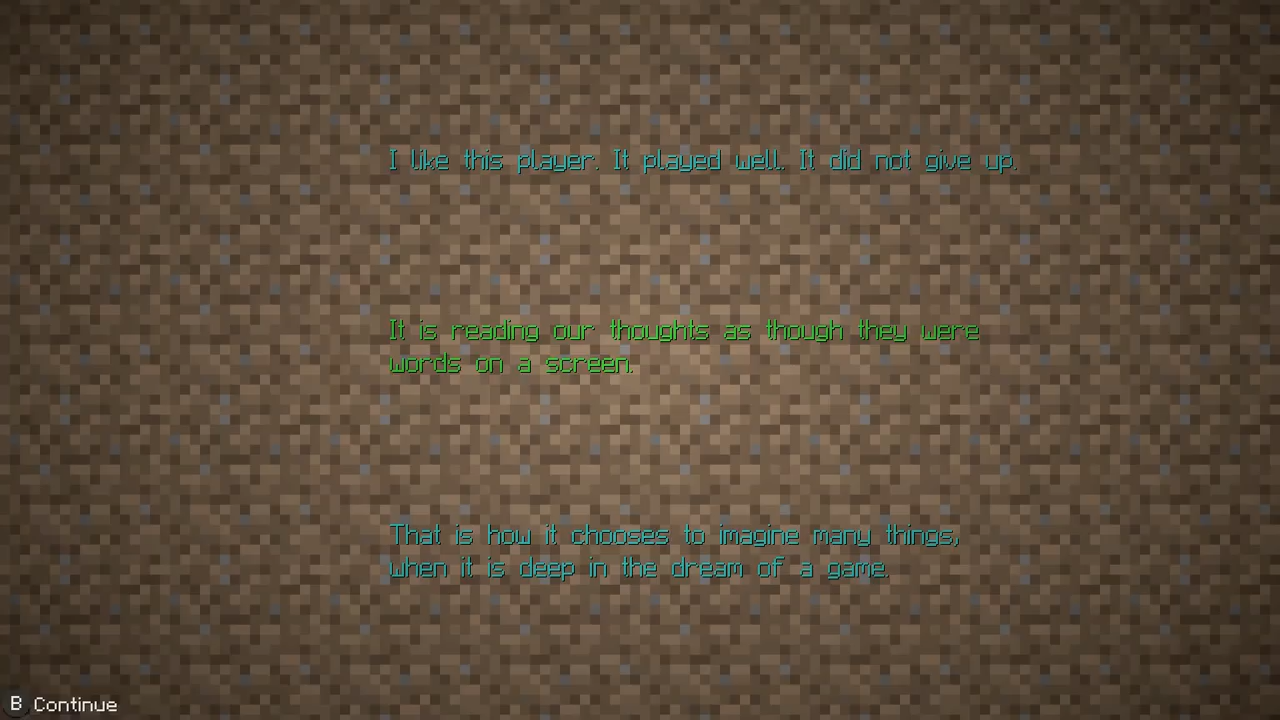 I like this player. It played well. It did not give up.
It is reading our thoughts as though they were
words on a screen.
That is how it chooses to imagine many things,
when it is deep in the dream of a game.
B Continue